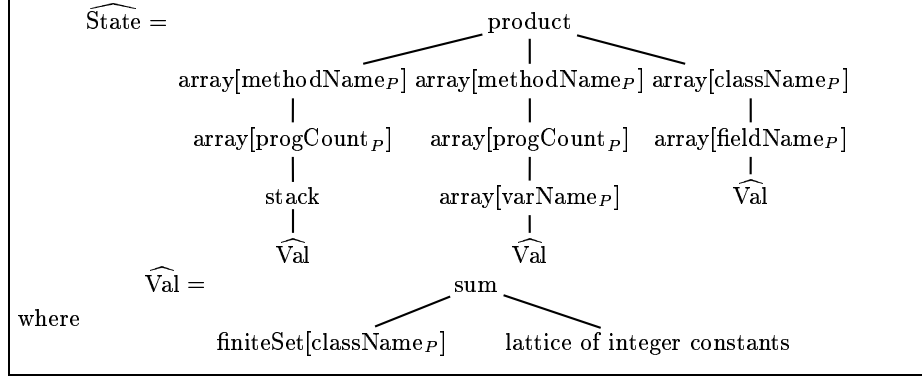 State^ = product
array[methodName_P] array[methodName_P] array[className_P]
array[progCount_P] array[progCount_P] array[fieldName_P]
stack array[varName_P] Val^
Val^ Val^
Val^ = sum
where
finiteSet[className_P] lattice of integer constants